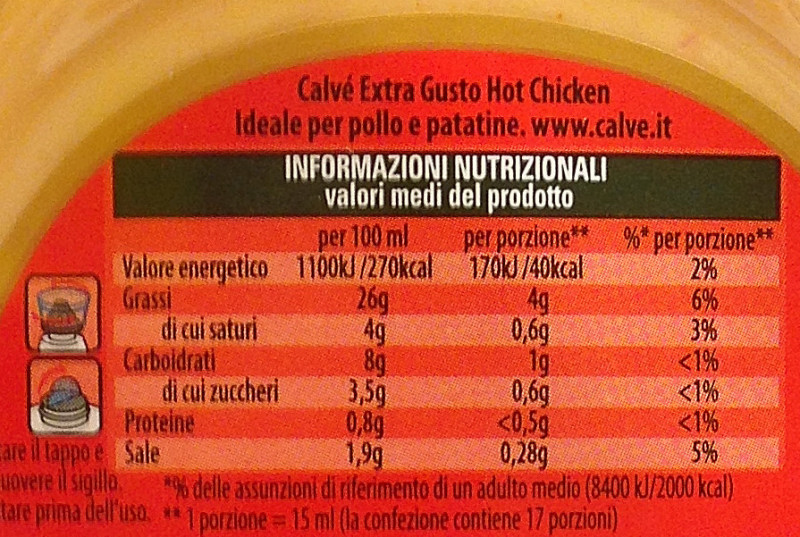 Calvé Extra Gusto Hot Chicken
Ideale per pollo e patatine. www.calve.it
INFORMAZIONI NUTRIZIONALI
valori medi del prodotto
per 100 ml per porzione** %* per porzione**
Valore energetico 1100kJ/270kcal 170kJ/40kcal 2%
Grassi 26g 4g 6%
di cui saturi 4g 0,6g 3%
Carboidrati 8g 1g <1%
di cui zuccheri 3,5g 0,6g <1%
Proteine 0,8g <0,5g <1%
Sale 1,9g 0,28g 5%
*% delle assunzioni di riferimento di un adulto medio (8400 kJ/2000 kcal)
** 1 porzione = 15 ml (la confezione contiene 17 porzioni)
are il tappo e
uovere il sigillo.
tare prima dell'uso.